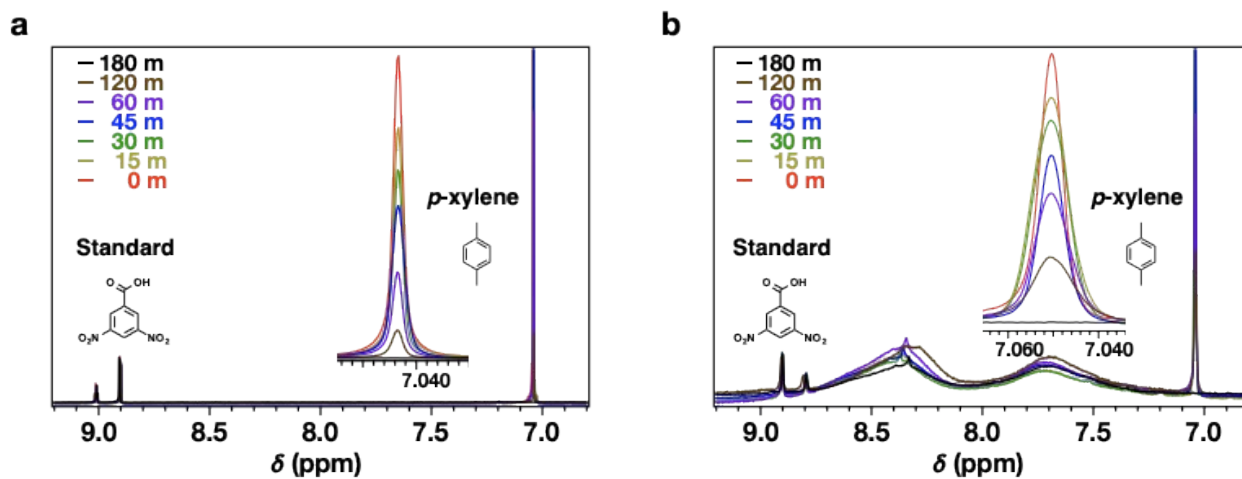 a
180 m
120 m
60 m
45 m
30 m
15 m
0 m
p-xylene
Standard
O
OH
O₂N
NO₂
7.040
9.0
8.5
8.0
7.5
7.0
δ (ppm)
b
180 m
120 m
60 m
45 m
30 m
15 m
0 m
p-xylene
Standard
O
OH
O₂N
NO₂
7.060
7.040
9.0
8.5
8.0
7.5
7.0
δ (ppm)